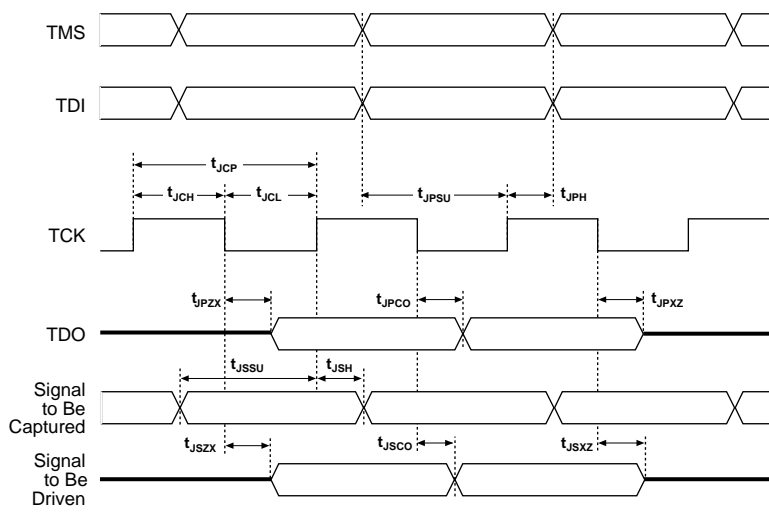 TMS
TDI
tJCP
tJCH
tJCL
tJPSU
tJPH
TCK
tJPZX
tJPCO
tJPXZ
TDO
tJSSU
tJSH
Signal
to Be
Captured
tJSZX
tJSCO
tJSXZ
Signal
to Be
Driven